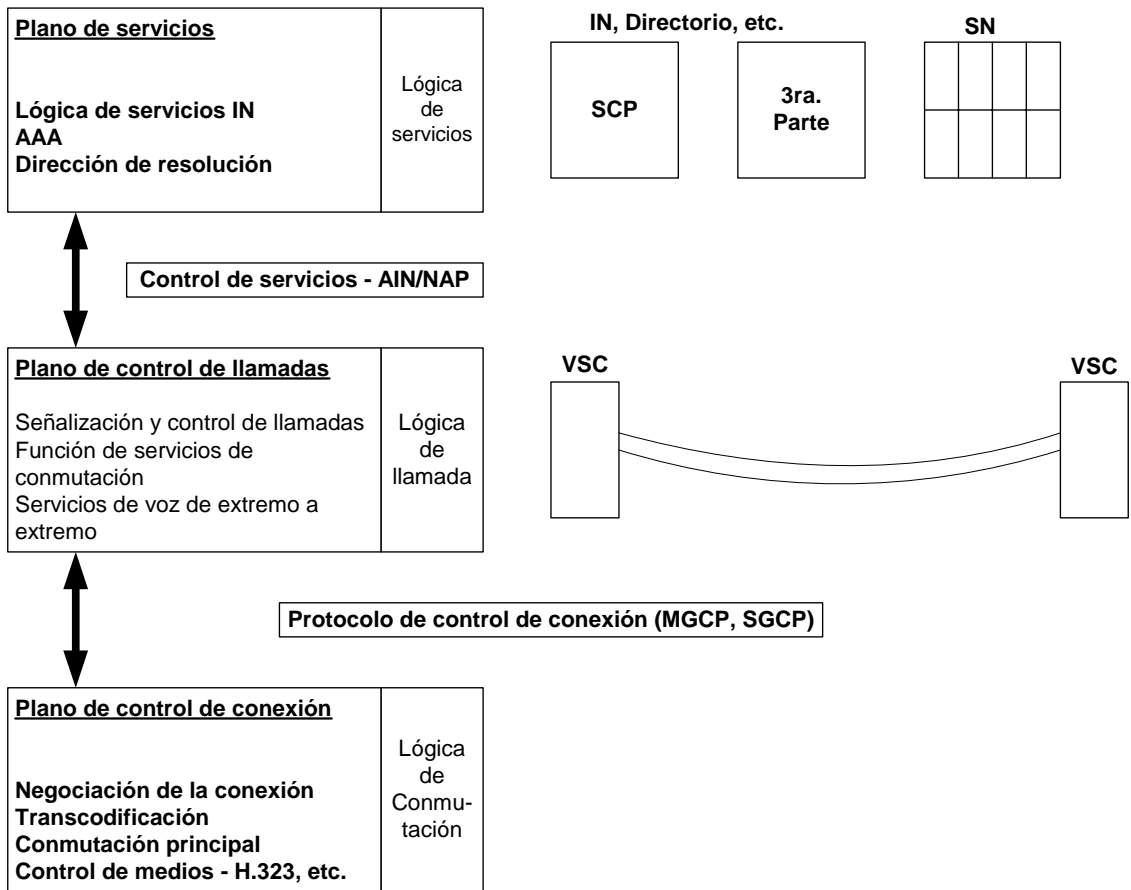 Plano de servicios
Lógica de servicios IN
AAA
Dirección de resolución
Lógica
de
servicios
IN, Directorio, etc.
SCP
3ra.
Parte
SN
Control de servicios - AIN/NAP
Plano de control de llamadas
Señalización y control de llamadas
Función de servicios de
conmutación
Servicios de voz de extremo a
extremo
Lógica
de
llamada
VSC
VSC
Protocolo de control de conexión (MGCP, SGCP)
Plano de control de conexión
Negociación de la conexión
Transcodificación
Conmutación principal
Control de medios - H.323, etc.
Lógica
de
Conmu-
tación